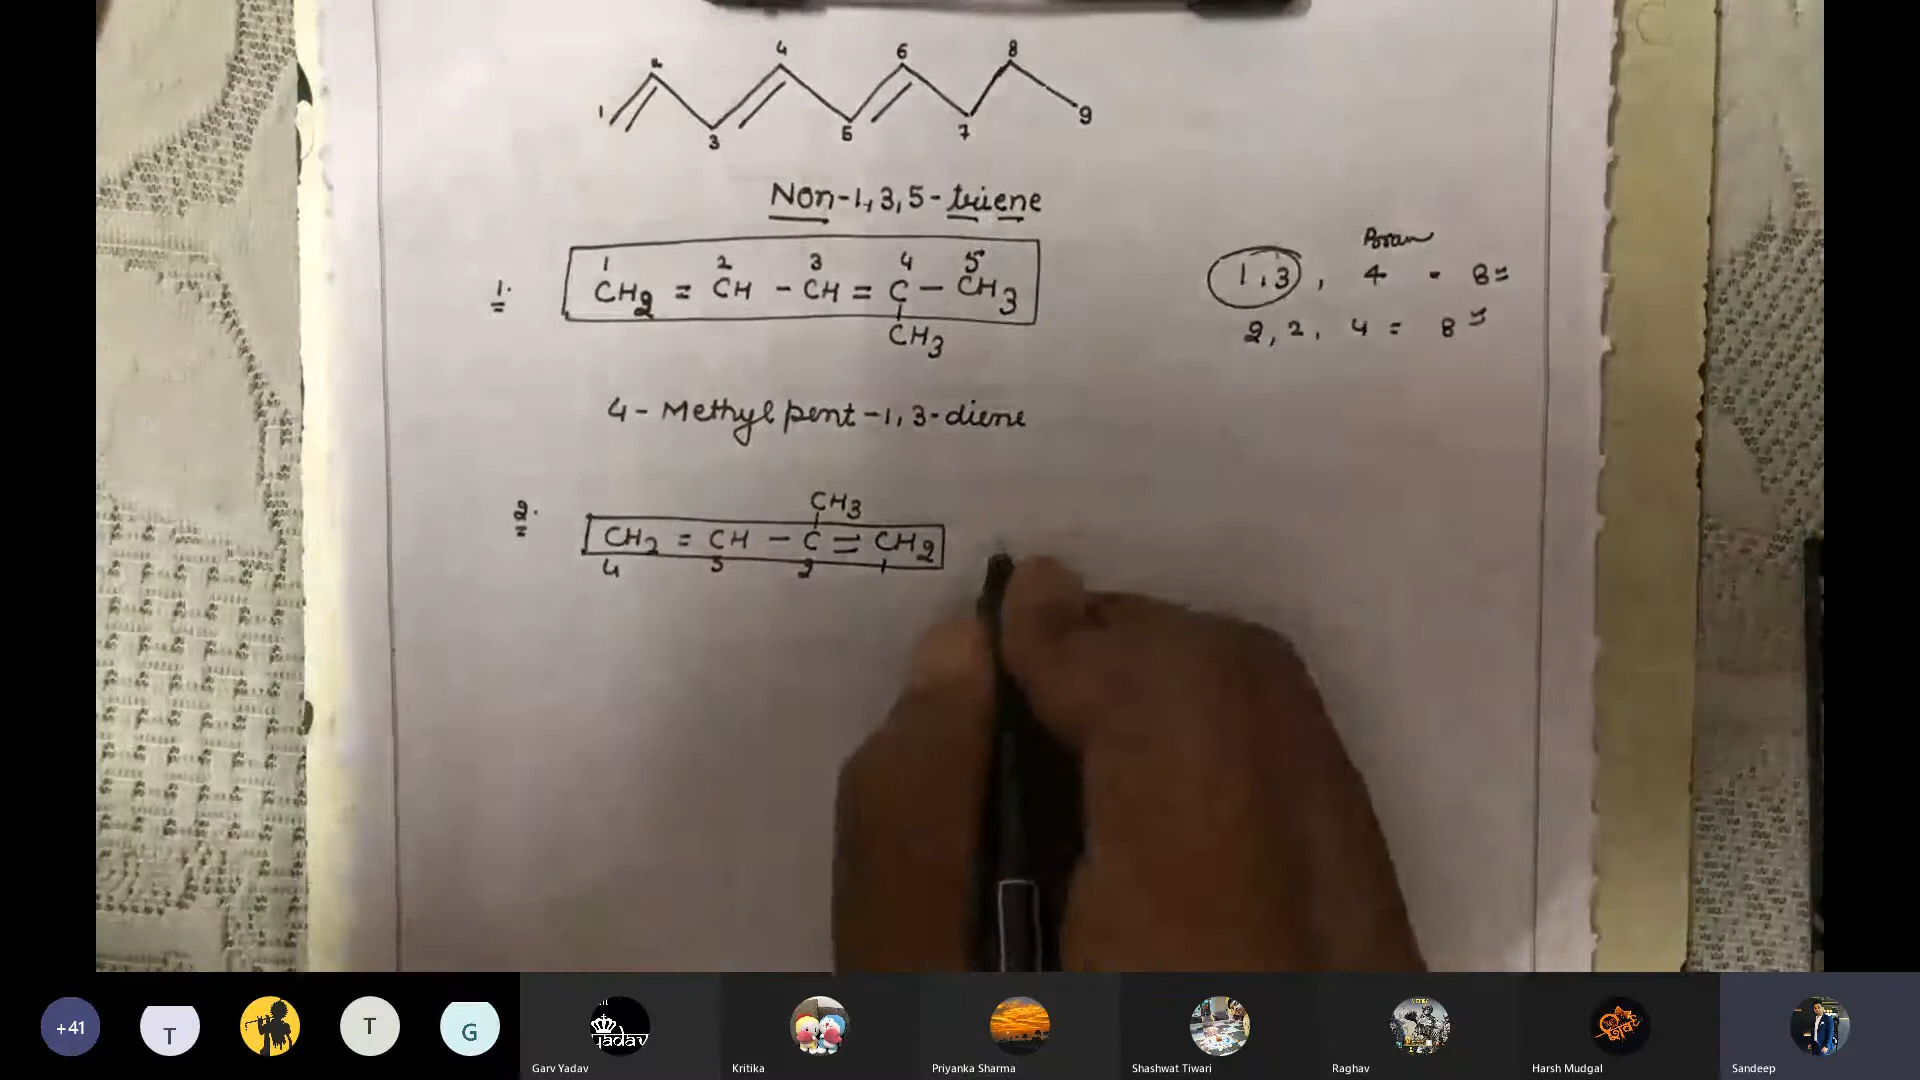 2 4 6 8
1 3 5 7 9
Non-1,3,5-triene
1 2 3 4 5
1. CH2 = CH - CH = C - CH3
CH3
4-Methyl pent-1,3-diene
1,3, 4 - 8
2, 2, 4 = 8
CH3
2. CH2 = CH - C = CH2
4 3 2 1
+41
T
T
G
yadav
Garv Yadav
Kritika
Priyanka Sharma
Shashwat Tiwari
Raghav
Harsh Mudgal
Sandeep